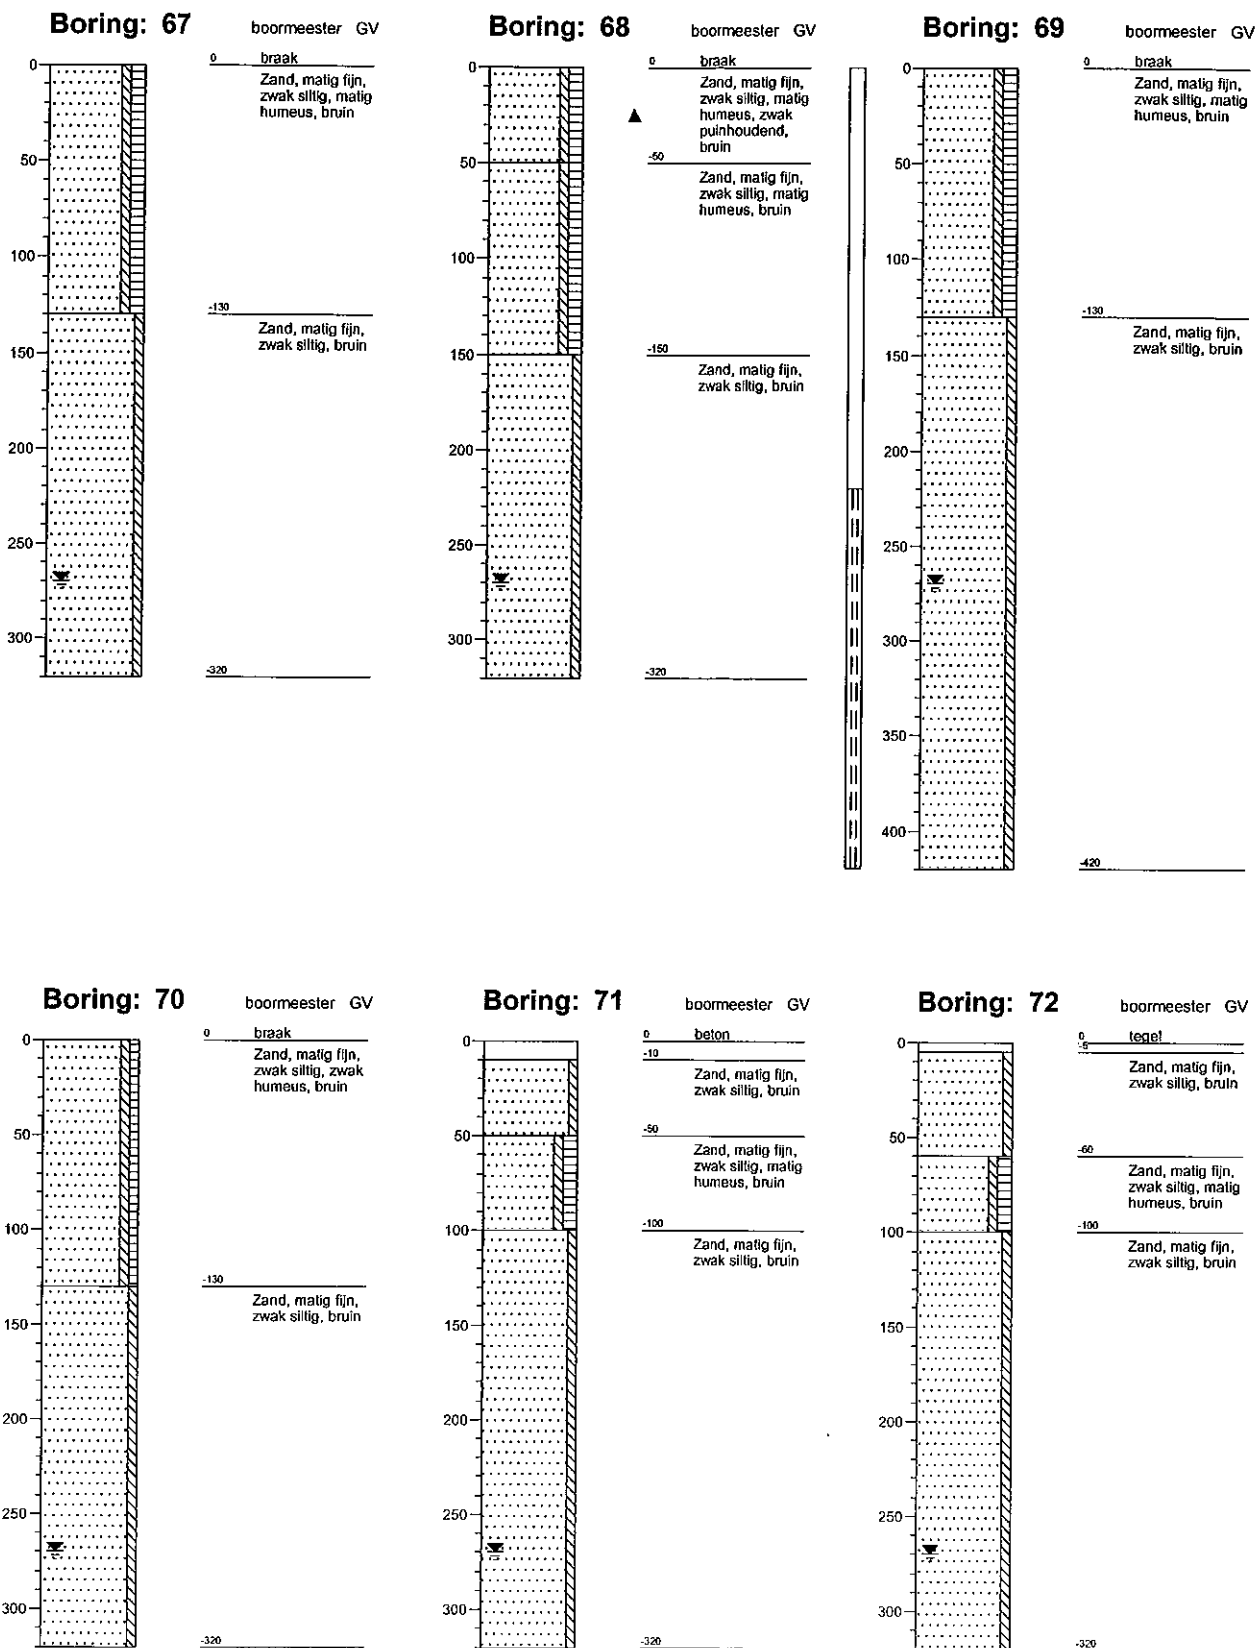 Boring: 67
boormeester GV
0 braak
Zand, matig fijn,
zwak siltig, matig
humeus, bruin
-130
Zand, matig fijn,
zwak siltig, bruin
-320
0
50
100
150
200
250
300
Boring: 68
boormeester GV
0 braak
Zand, matig fijn,
zwak siltig, matig
humeus, zwak
puinhoudend,
bruin
-50
Zand, matig fijn,
zwak siltig, matig
humeus, bruin
-150
Zand, matig fijn,
zwak siltig, bruin
-320
0
50
100
150
200
250
300
Boring: 69
boormeester GV
0 braak
Zand, matig fijn,
zwak siltig, matig
humeus, bruin
-130
Zand, matig fijn,
zwak siltig, bruin
-420
0
50
100
150
200
250
300
350
400
Boring: 70
boormeester GV
0 braak
Zand, matig fijn,
zwak siltig, zwak
humeus, bruin
-130
Zand, matig fijn,
zwak siltig, bruin
-320
0
50
100
150
200
250
300
Boring: 71
boormeester GV
0 beton
-10
Zand, matig fijn,
zwak siltig, bruin
-50
Zand, matig fijn,
zwak siltig, matig
humeus, bruin
-100
Zand, matig fijn,
zwak siltig, bruin
-320
0
50
100
150
200
250
300
Boring: 72
boormeester GV
0 tegel
-5
Zand, matig fijn,
zwak siltig, bruin
-60
Zand, matig fijn,
zwak siltig, matig
humeus, bruin
-100
Zand, matig fijn,
zwak siltig, bruin
-320
0
50
100
150
200
250
300